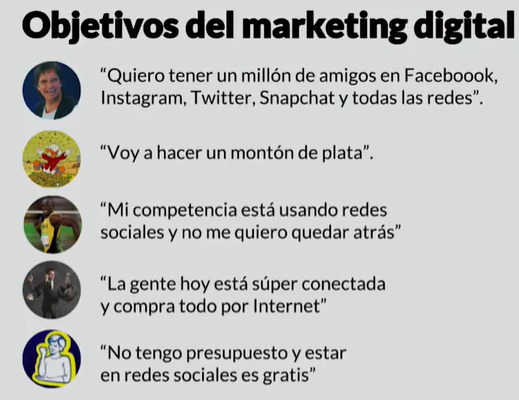 Objetivos del marketing digital
“Quiero tener un millón de amigos en Faceboook,
Instagram, Twitter, Snapchat y todas las redes”.
“Voy a hacer un montón de plata”.
“Mi competencia está usando redes
sociales y no me quiero quedar atrás”
“La gente hoy está súper conectada
y compra todo por Internet”
“No tengo presupuesto y estar
en redes sociales es gratis”